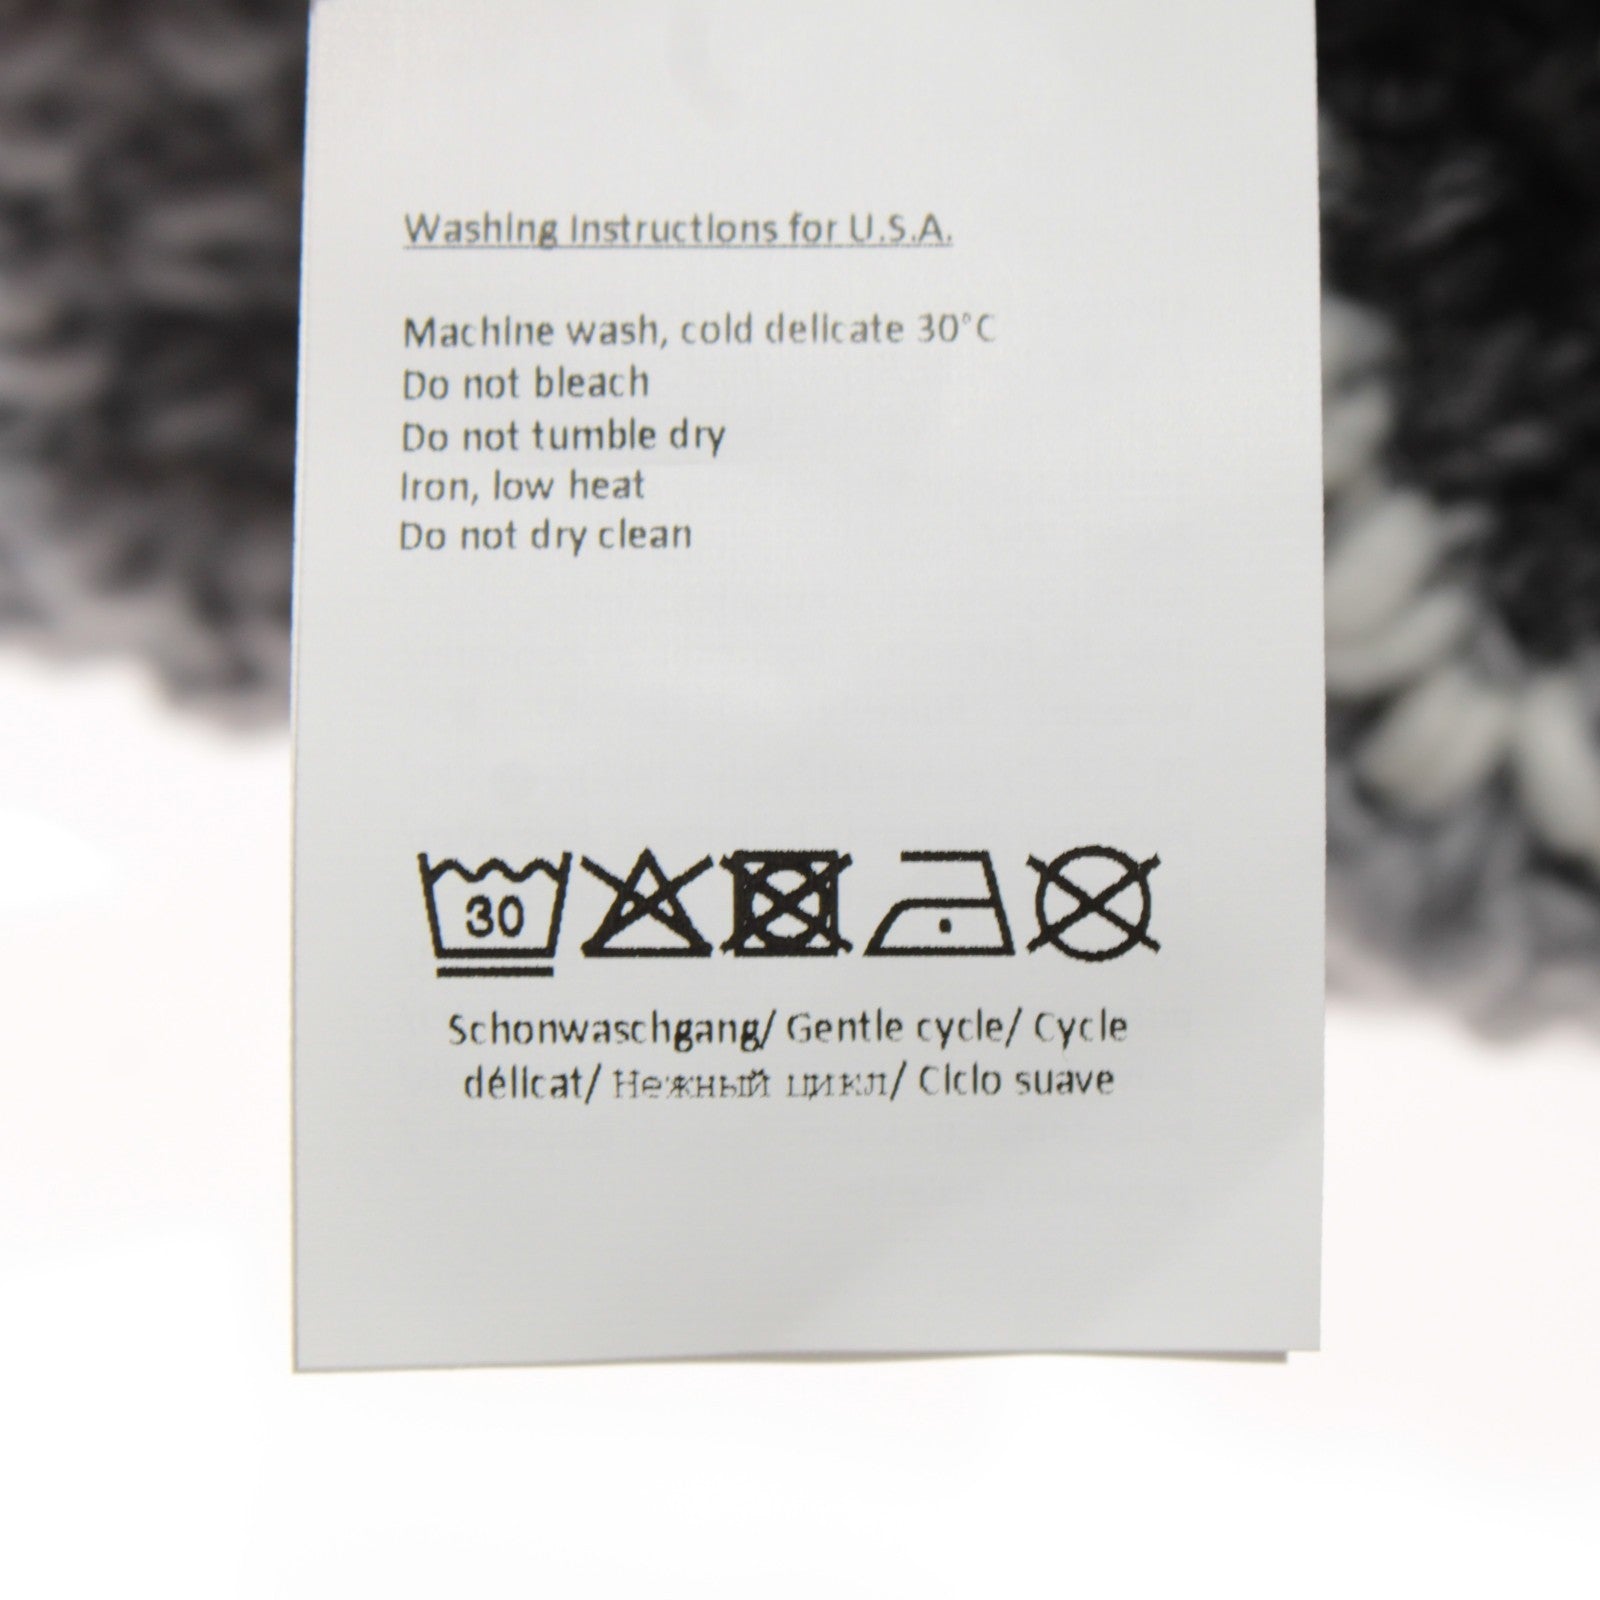 Washing Instructions for U.S.A.
Machine wash, cold delicate 30°C
Do not bleach
Do not tumble dry
Iron, low heat
Do not dry clean
30
Schonwaschgang/ Gentle cycle/ Cycle
délicat/ Нежный цикл/ Ciclo suave